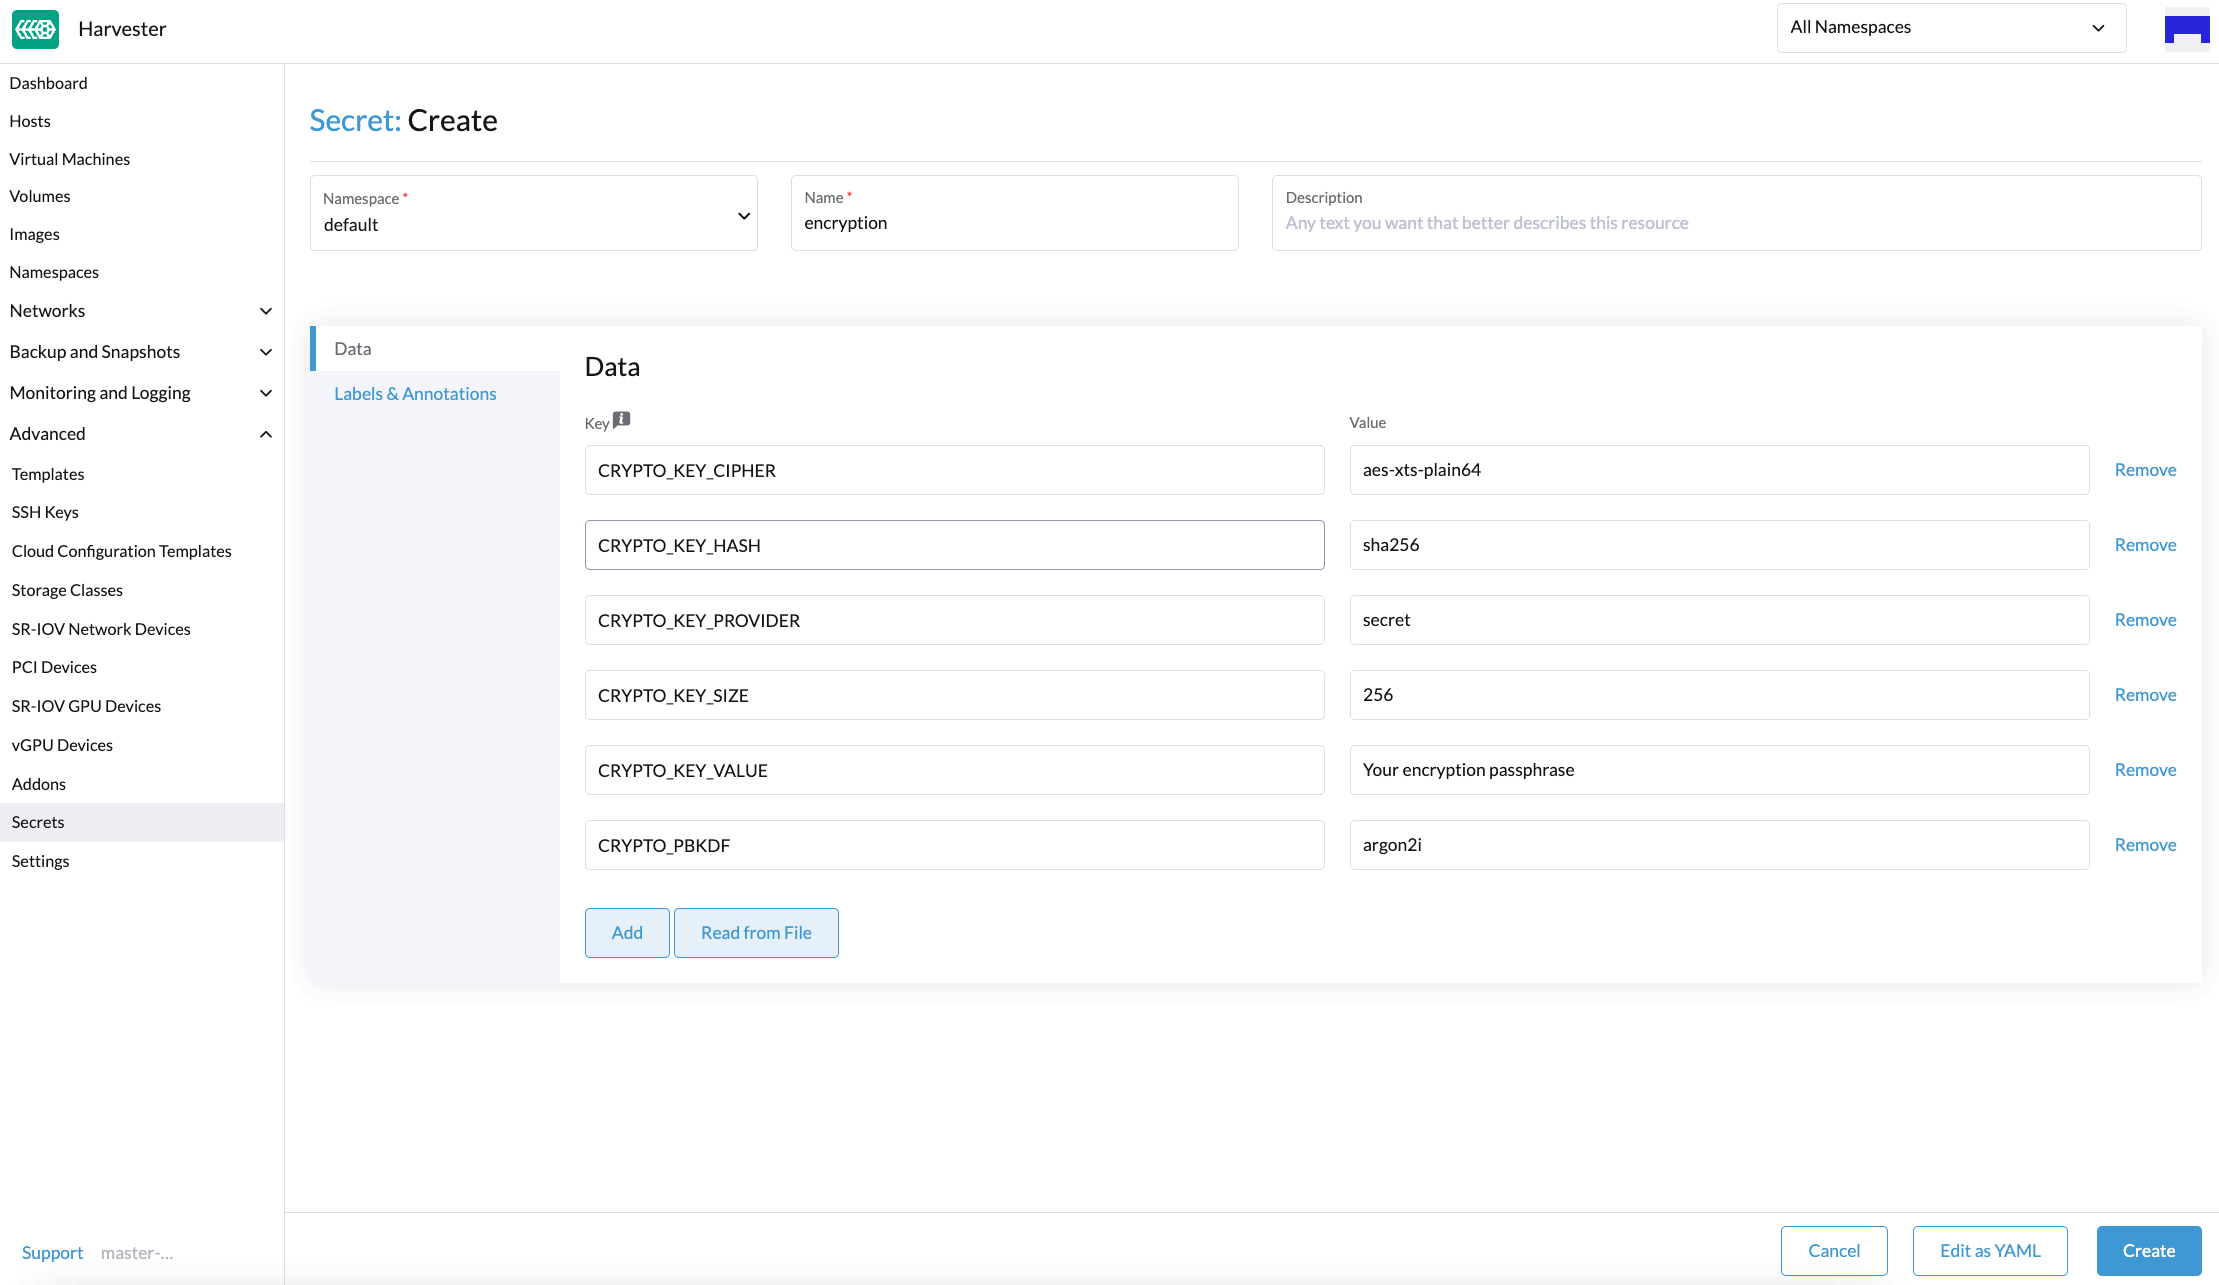 Harvester
All Namespaces
Dashboard
Hosts
Virtual Machines
Volumes
Images
Namespaces
Networks
Backup and Snapshots
Monitoring and Logging
Advanced
Templates
SSH Keys
Cloud Configuration Templates
Storage Classes
SR-IOV Network Devices
PCI Devices
SR-IOV GPU Devices
vGPU Devices
Addons
Secrets
Settings
Support master-...
Secret: Create
Namespace *
default
Name *
encryption
Description
Any text you want that better describes this resource
Data
Labels & Annotations
Data
Key Value
CRYPTO_KEY_CIPHER aes-xts-plain64 Remove
CRYPTO_KEY_HASH sha256 Remove
CRYPTO_KEY_PROVIDER secret Remove
CRYPTO_KEY_SIZE 256 Remove
CRYPTO_KEY_VALUE Your encryption passphrase Remove
CRYPTO_PBKDF argon2i Remove
Add Read from File
Cancel Edit as YAML Create